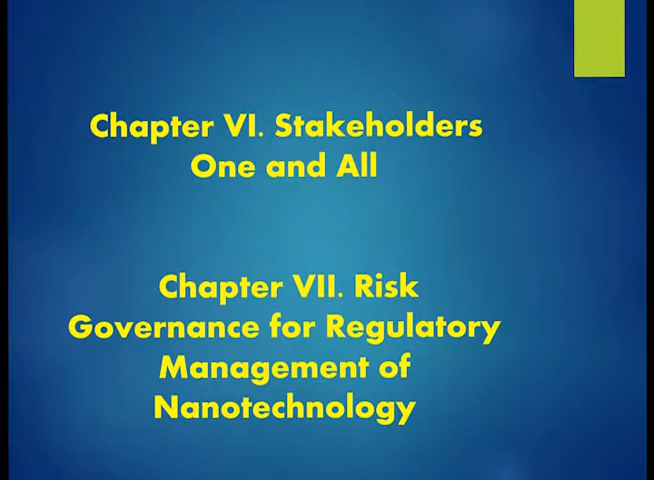 Chapter VI. Stakeholders
One and All
Chapter VII. Risk
Governance for Regulatory
Management of
Nanotechnology